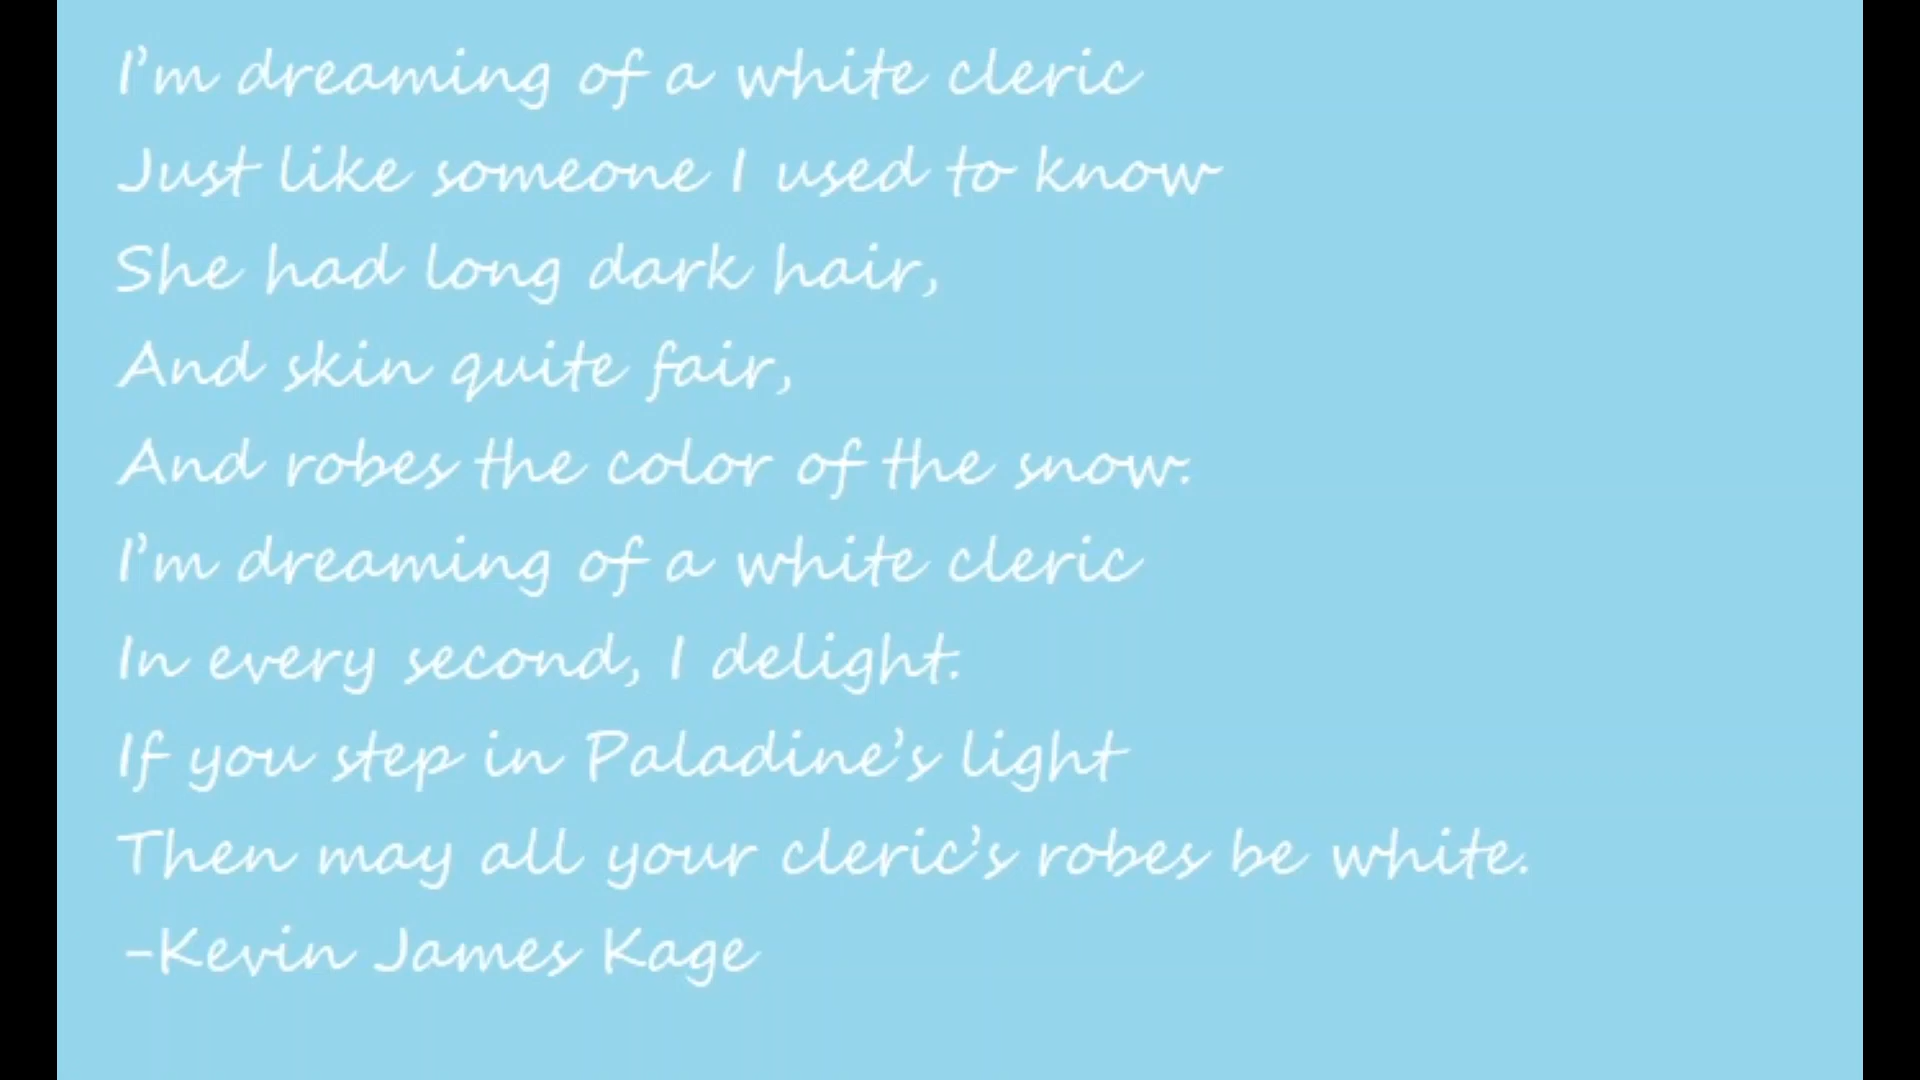 I'm dreaming of a white cleric
Just like someone I used to know
She had long dark hair,
And skin quite fair,
And robes the color of the snow.
I'm dreaming of a white cleric
In every second, I delight.
If you step in Paladine's light
Then may all your cleric's robes be white.
-Kevin James Kage